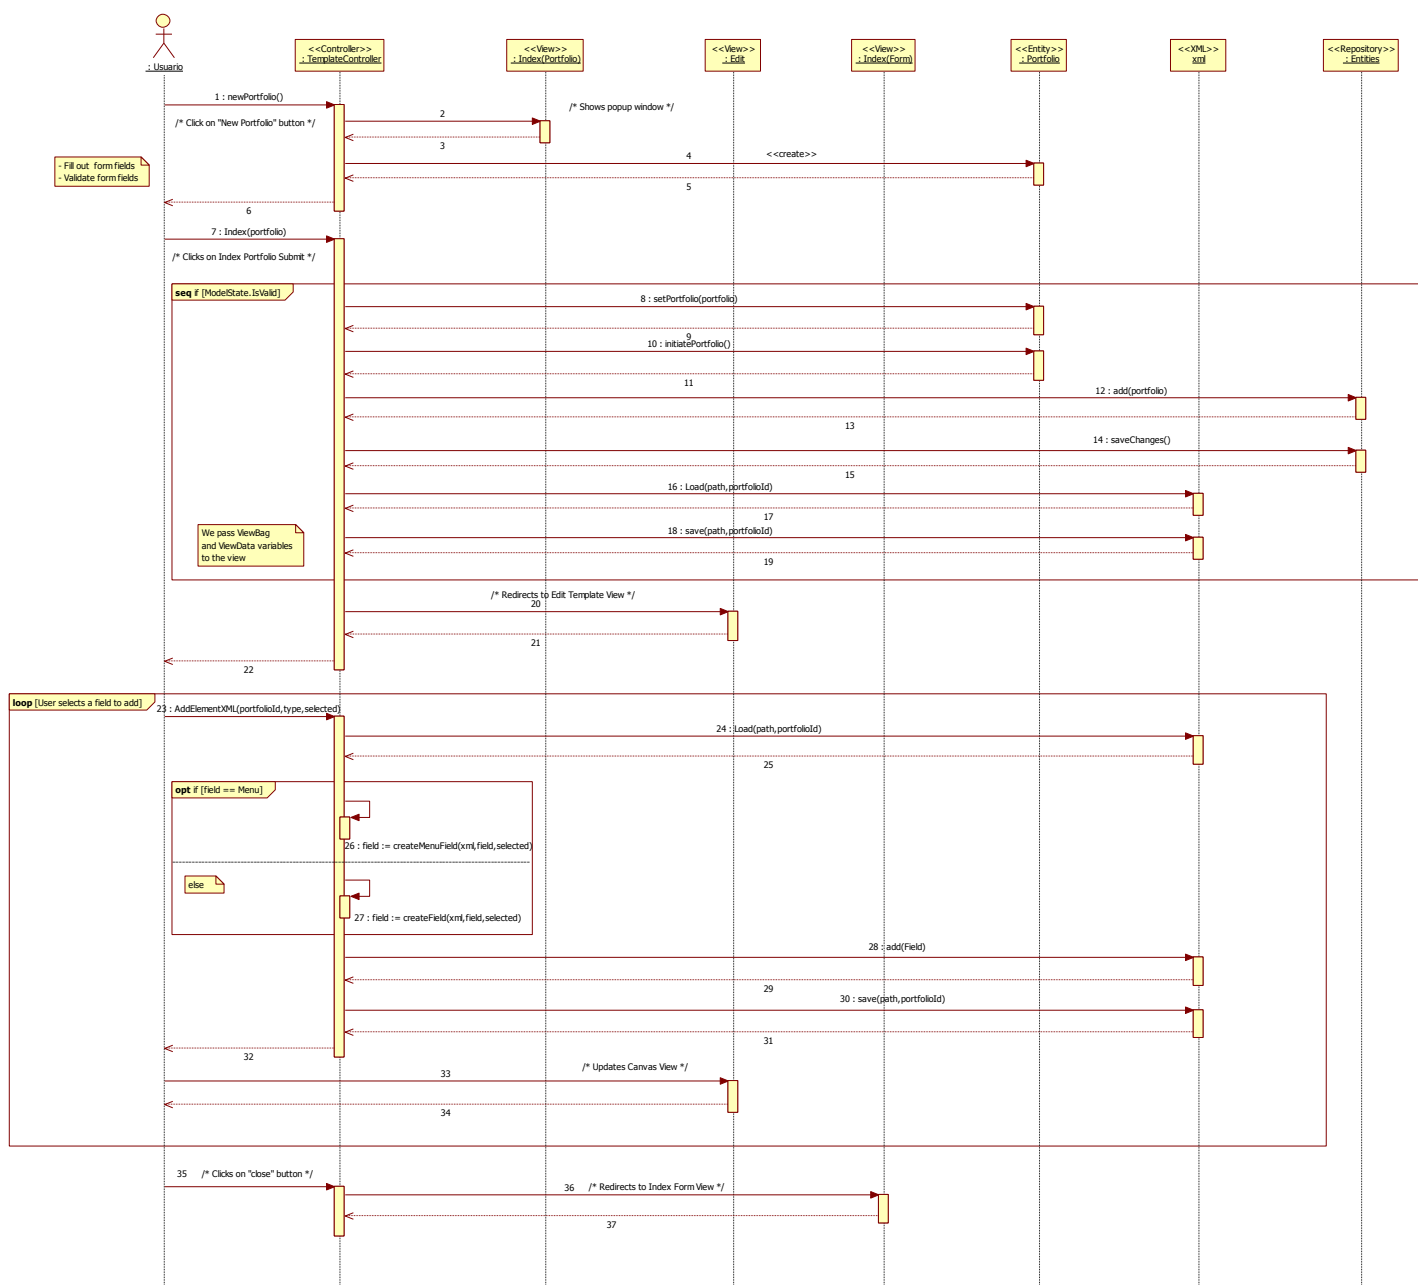 <<Controller>>
: TemplateController
<<View>>
: Index(Portfolio)
<<View>>
: Edit
<<View>>
: Index(Form)
<<Entity>>
: Portfolio
<<XML>>
xml
<<Repository>>
: Entities
: Usuario
1 : newPortfolio()
/* Shows popup window */
2
/* Click on "New Portfolio" button */
3
4
<<create>>
- Fill out form fields
- Validate form fields
5
6
7 : Index(portfolio)
/* Clicks on Index Portfolio Submit */
seq if [ModelState.IsValid]
8 : setPortfolio(portfolio)
9
10 : initiatePortfolio()
11
12 : add(portfolio)
13
14 : saveChanges()
15
16 : Load(path,portfolioId)
17
We pass ViewBag
and ViewData variables
to the view
18 : save(path,portfolioId)
19
/* Redirects to Edit Template View */
20
21
22
loop [User selects a field to add]
23 : AddElementXML(portfolioId,type,selected)
24 : Load(path,portfolioId)
25
opt if [field == Menu]
26 : field := createMenuField(xml,field,selected)
else
27 : field := createField(xml,field,selected)
28 : add(Field)
29
30 : save(path,portfolioId)
31
32
/* Updates Canvas View */
33
34
35
/* Clicks on "close" button */
36
/* Redirects to Index Form View */
37